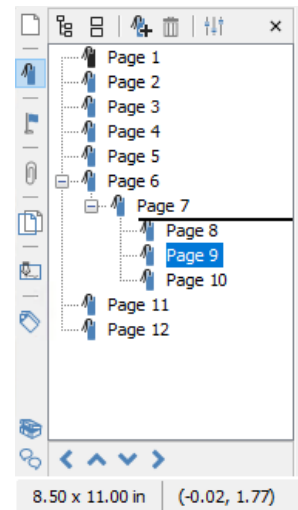 Page 1
Page 2
Page 3
Page 4
Page 5
Page 6
Page 7
Page 8
Page 9
Page 10
Page 11
Page 12
8.50 x 11.00 in (-0.02, 1.77)